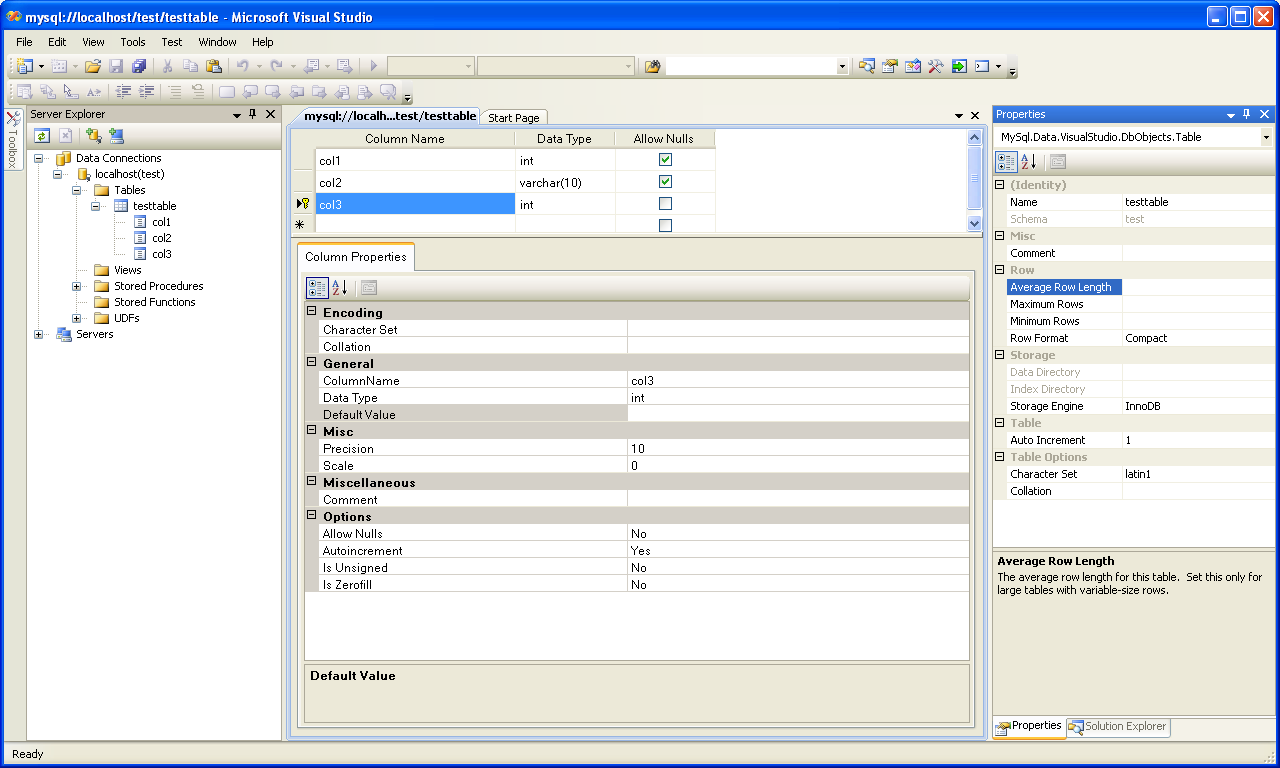 mysql://localhost/test/testtable - Microsoft Visual Studio
File Edit View Tools Test Window Help
Toolbox
Server Explorer
Data Connections
localhost(test)
Tables
testtable
col1
col2
col3
Views
Stored Procedures
Stored Functions
UDFs
Servers
mysql://localh...test/testtable Start Page
Column Name Data Type Allow Nulls
col1 int
col2 varchar(10)
col3 int
Column Properties
Encoding
Character Set
Collation
General
ColumnName col3
Data Type int
Default Value
Misc
Precision 10
Scale 0
Miscellaneous
Comment
Options
Allow Nulls No
Autoincrement Yes
Is Unsigned No
Is Zerofill No
Default Value
Properties
MySql.Data.VisualStudio.DbObjects.Table
(Identity)
Name testtable
Schema test
Misc
Comment
Row
Average Row Length
Maximum Rows
Minimum Rows
Row Format Compact
Storage
Data Directory
Index Directory
Storage Engine InnoDB
Table
Auto Increment 1
Table Options
Character Set latin1
Collation
Average Row Length
The average row length for this table. Set this only for
large tables with variable-size rows.
Properties Solution Explorer
Ready